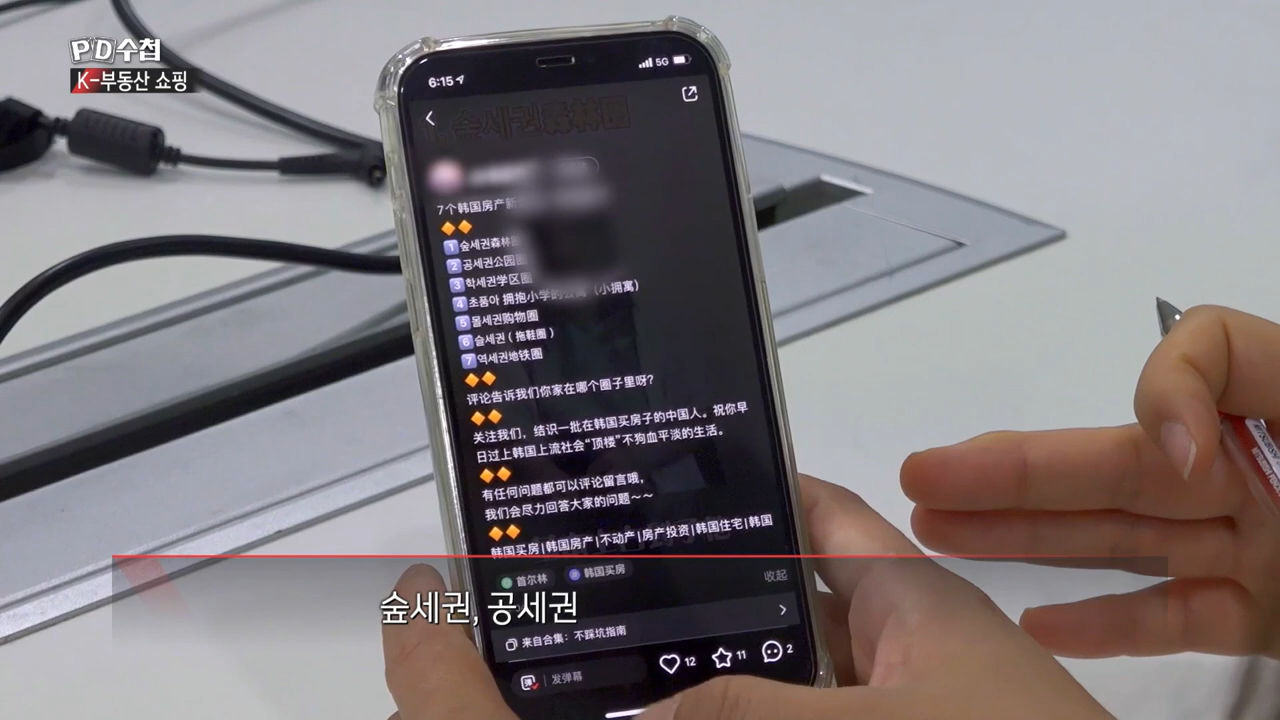 PD수첩
K-부동산 쇼핑
6:15
5G
숲세권森林圈
7个韩国房产新
1 숲세권森林
2 공세권公园圈
3 학세권学区圈
4 초품아 拥抱小学的公寓（小拥寓）
5 몰세권购物圈
6 슬세권（拖鞋圈）
7 역세권地铁圈
评论告诉我们你家在哪个圈子里呀？
关注我们，结识一批在韩国买房子的中国人。祝你早
日过上韩国上流社会“顶楼”不狗血平淡的生活。
有任何问题都可以评论留言哦，
我们会尽力回答大家的问题～～
韩国买房|韩国房产|不动产|房产投资|韩国住宅|韩国
首尔林 韩国买房
收起
숲세권, 공세권
来自合集：不踩坑指南
弹 发弹幕 12 11 2